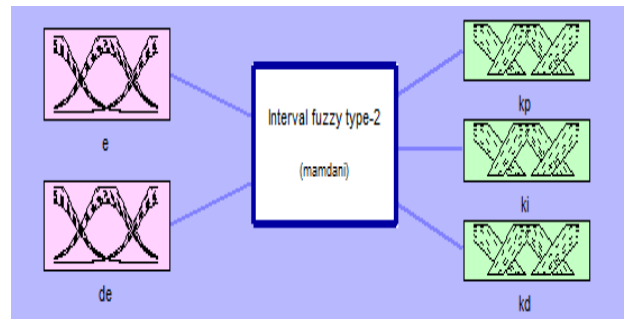 e
de
Interval fuzzy type-2
(mamdani)
kp
ki
kd